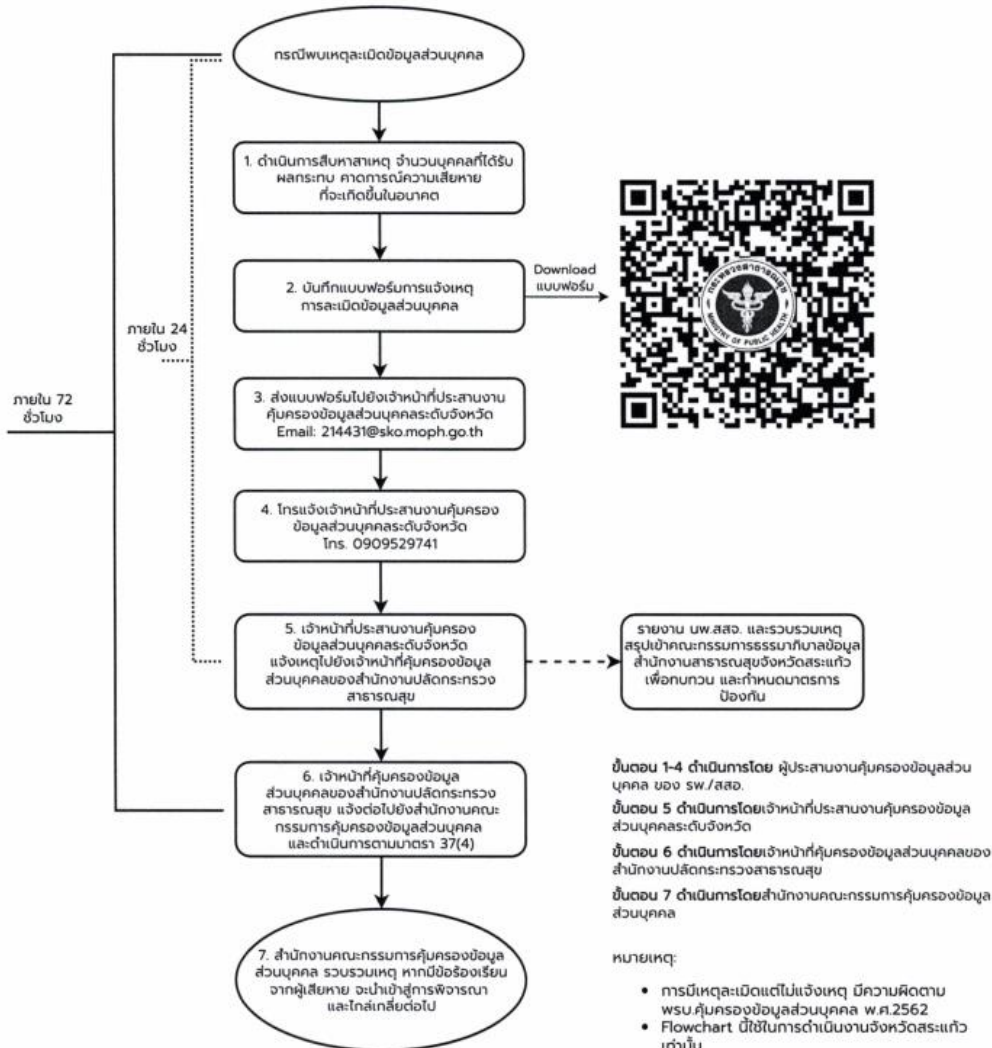 กรณีพบเหตุละเมิดข้อมูลส่วนบุคคล
1. ดำเนินการสืบหาสาเหตุ จำนวนบุคคลที่ได้รับ
ผลกระทบ คาดการณ์ความเสียหาย
ที่จะเกิดขึ้นในอนาคต
2. บันทึกแบบฟอร์มการแจ้งเหตุ
การละเมิดข้อมูลส่วนบุคคล
Download
แบบฟอร์ม
กระทรวงสาธารณสุข
MINISTRY OF PUBLIC HEALTH
ภายใน 24
ชั่วโมง
ภายใน 72
ชั่วโมง
3. ส่งแบบฟอร์มไปยังเจ้าหน้าที่ประสานงาน
คุ้มครองข้อมูลส่วนบุคคลระดับจังหวัด
Email: 214431@sko.moph.go.th
4. โทรแจ้งเจ้าหน้าที่ประสานงานคุ้มครอง
ข้อมูลส่วนบุคคลระดับจังหวัด
โทร. 0909529741
5. เจ้าหน้าที่ประสานงานคุ้มครอง
ข้อมูลส่วนบุคคลระดับจังหวัด
แจ้งเหตุไปยังเจ้าหน้าที่คุ้มครองข้อมูล
ส่วนบุคคลของสำนักงานปลัดกระทรวง
สาธารณสุข
รายงาน นพ.สสจ. และรวบรวมเหตุ
สรุปเข้าคณะกรรมการธรรมาภิบาลข้อมูล
สำนักงานสาธารณสุขจังหวัดสระแก้ว
เพื่อทบทวน และกำหนดมาตรการ
ป้องกัน
6. เจ้าหน้าที่คุ้มครองข้อมูล
ส่วนบุคคลของสำนักงานปลัดกระทรวง
สาธารณสุข แจ้งต่อไปยังสำนักงานคณะ
กรรมการคุ้มครองข้อมูลส่วนบุคคล
และดำเนินการตามมาตรา 37(4)
7. สำนักงานคณะกรรมการคุ้มครองข้อมูล
ส่วนบุคคล รวบรวมเหตุ หากมีข้อร้องเรียน
จากผู้เสียหาย จะนำเข้าสู่การพิจารณา
และไกล่เกลี่ยต่อไป
ขั้นตอน 1-4 ดำเนินการโดย ผู้ประสานงานคุ้มครองข้อมูลส่วน
บุคคล ของ รพ./สสอ.
ขั้นตอน 5 ดำเนินการโดยเจ้าหน้าที่ประสานงานคุ้มครองข้อมูล
ส่วนบุคคลระดับจังหวัด
ขั้นตอน 6 ดำเนินการโดยเจ้าหน้าที่คุ้มครองข้อมูลส่วนบุคคลของ
สำนักงานปลัดกระทรวงสาธารณสุข
ขั้นตอน 7 ดำเนินการโดยสำนักงานคณะกรรมการคุ้มครองข้อมูล
ส่วนบุคคล
หมายเหตุ:
• การมีเหตุละเมิดแต่ไม่แจ้งเหตุ มีความผิดตาม
พรบ.คุ้มครองข้อมูลส่วนบุคคล พ.ศ.2562
• Flowchart นี้ใช้ในการดำเนินงานจังหวัดสระแก้ว
เท่านั้น